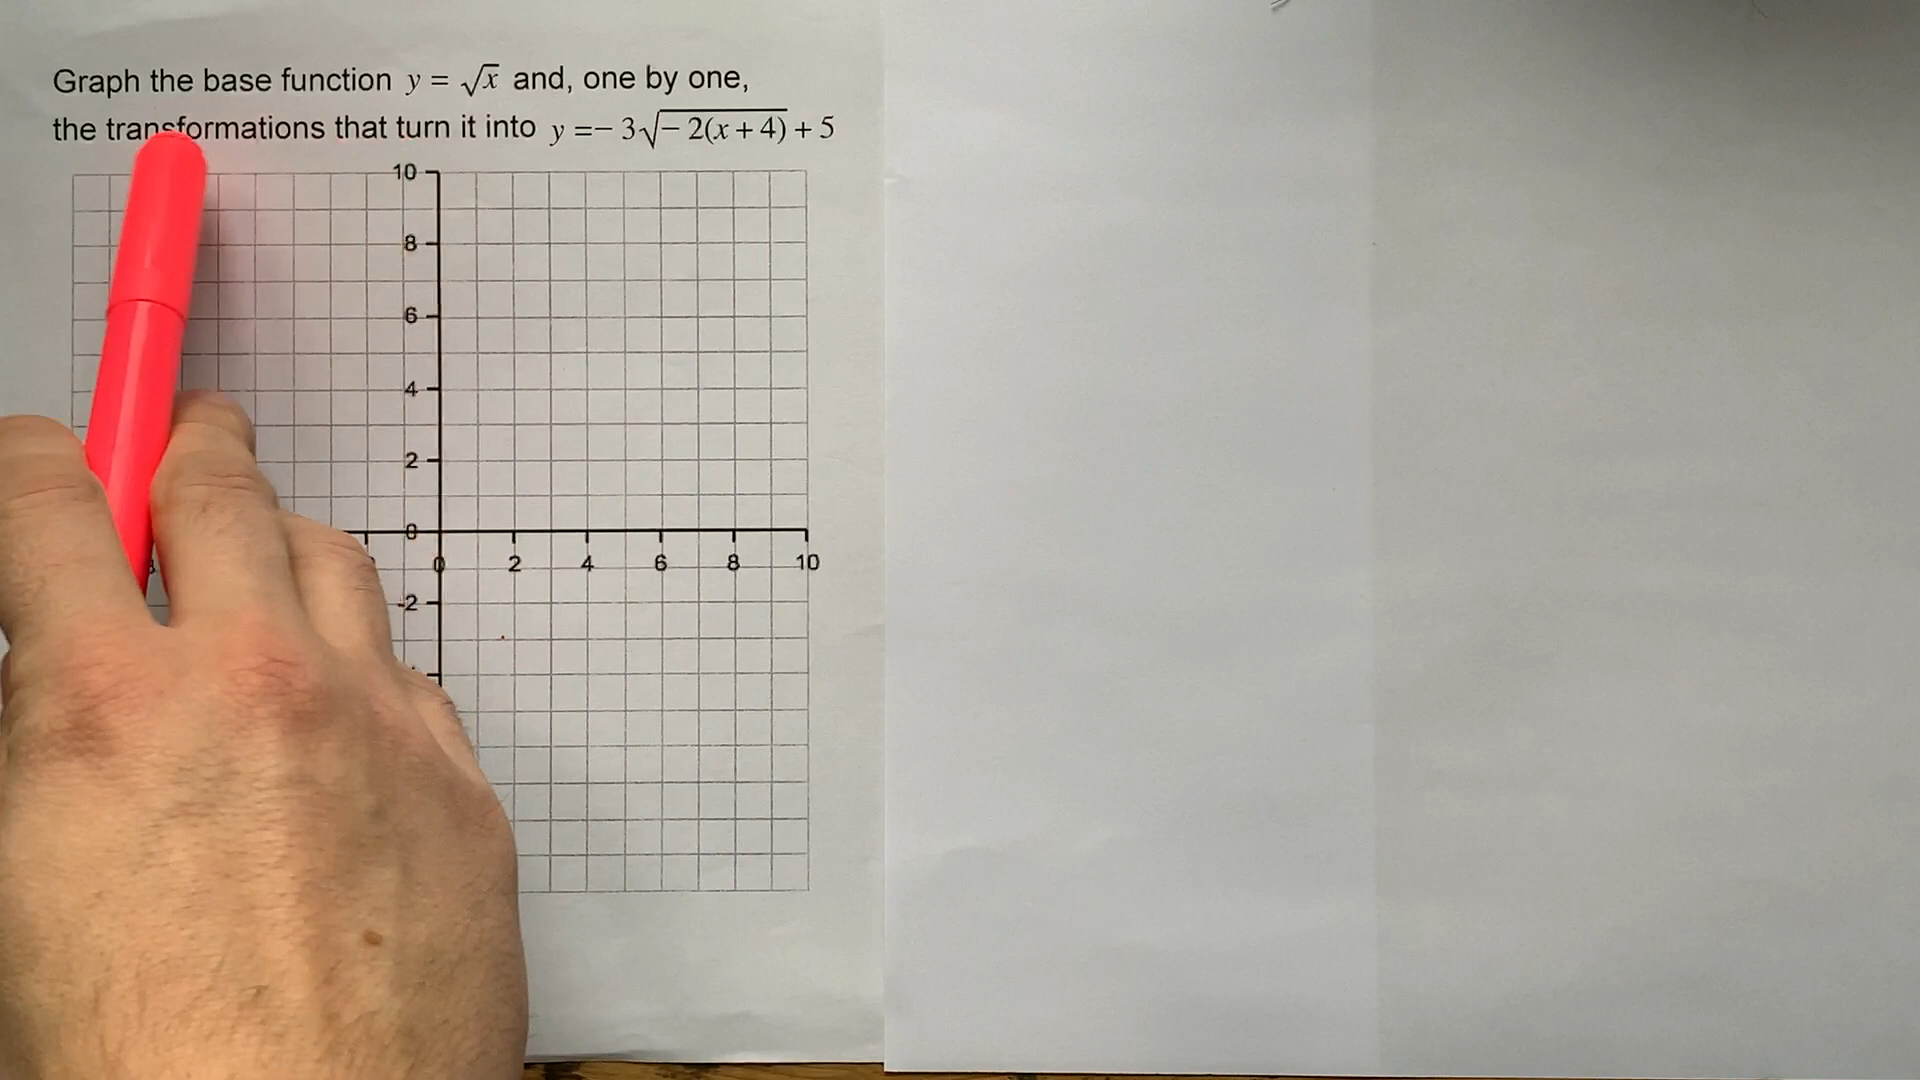 Graph the base function y = √x and, one by one,
the transformations that turn it into y =− 3√− 2(x + 4) + 5
10
8
6
4
2
0
0 2 4 6 8 10
-2